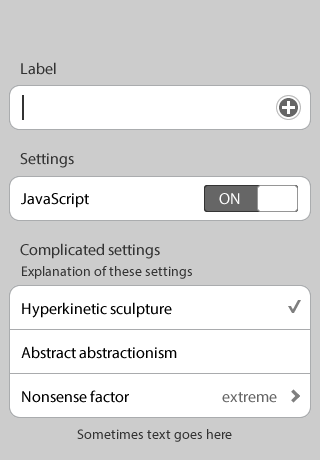 Label
Settings
JavaScript ON
Complicated settings
Explanation of these settings
Hyperkinetic sculpture
Abstract abstractionism
Nonsense factor extreme
Sometimes text goes here